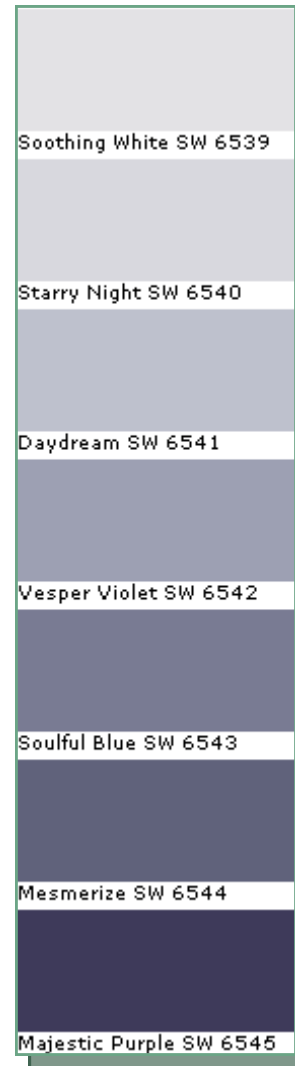 Soothing White SW 6539
Starry Night SW 6540
Daydream SW 6541
Vesper Violet SW 6542
Soulful Blue SW 6543
Mesmerize SW 6544
Majestic Purple SW 6545